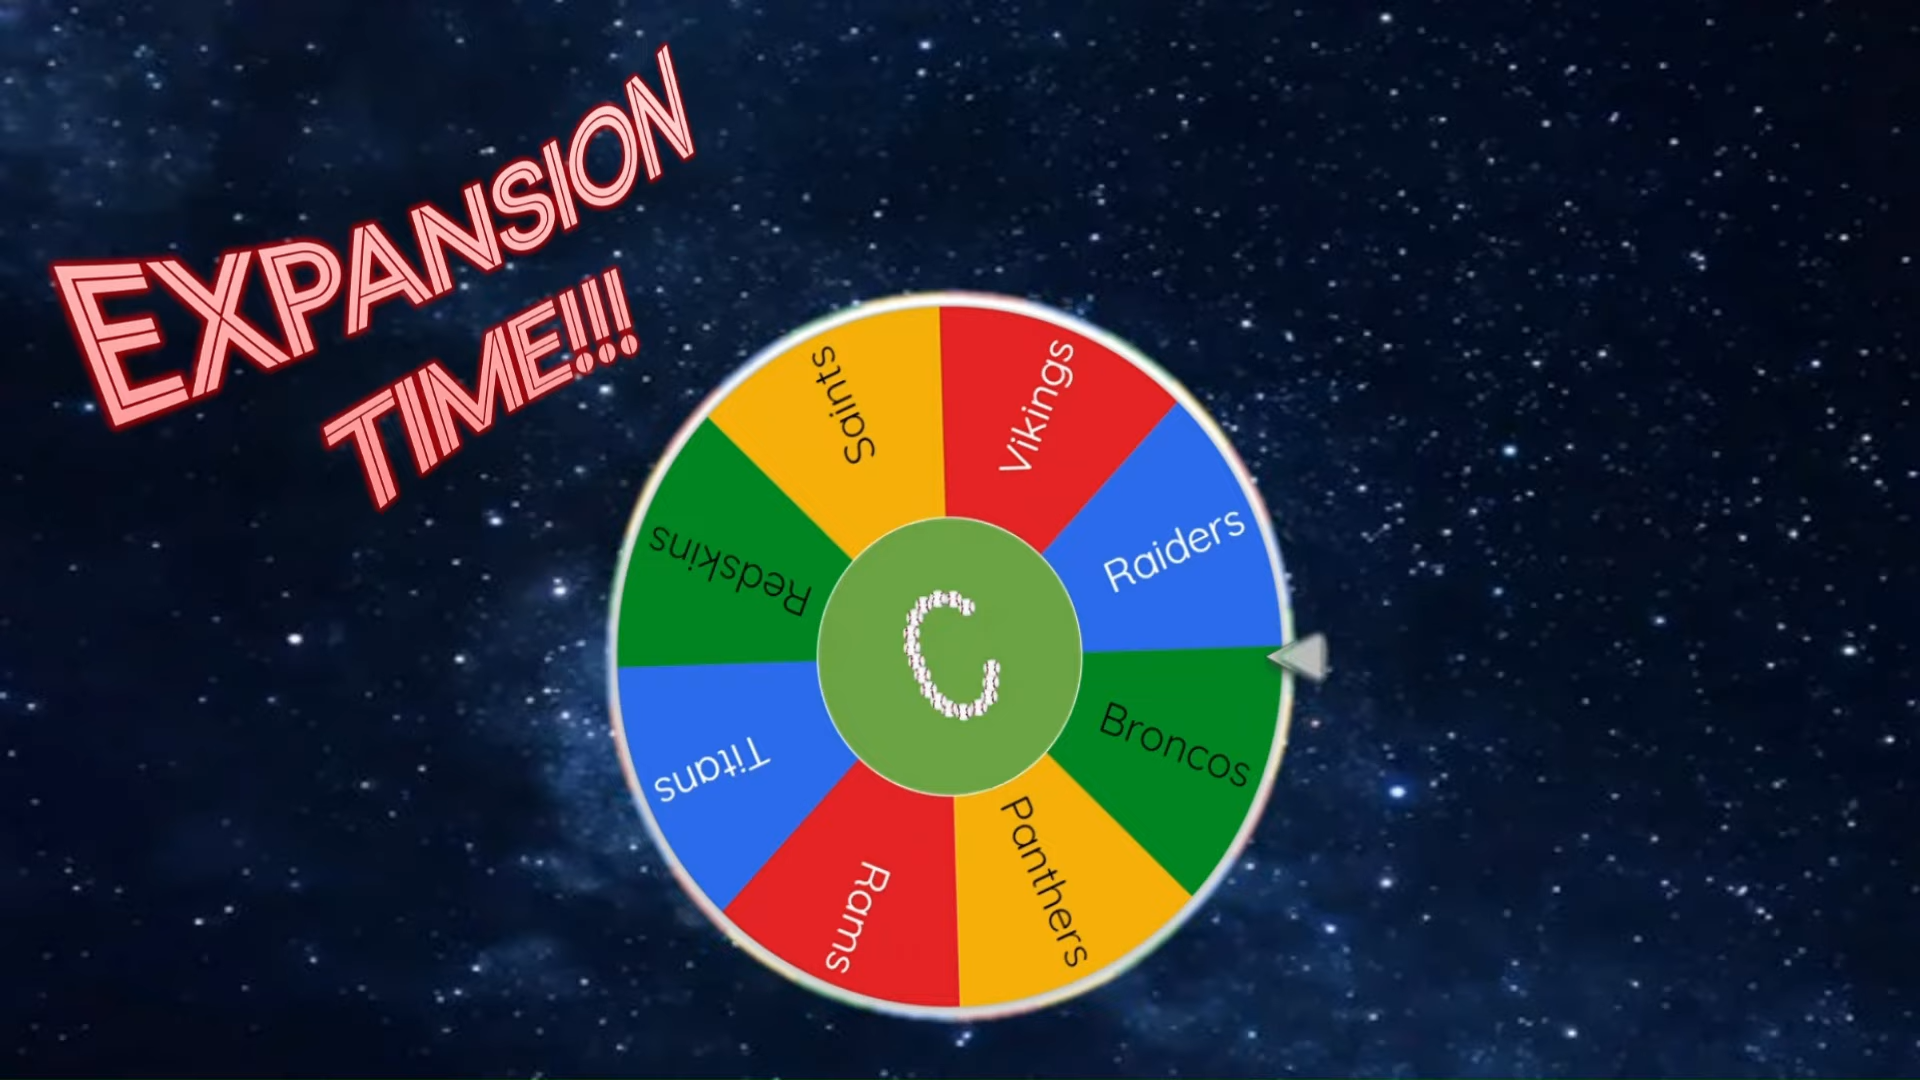 EXPANSION
TIME!!!
Saints
Vikings
Redskins
Raiders
Titans
Broncos
Rams
Panthers
C